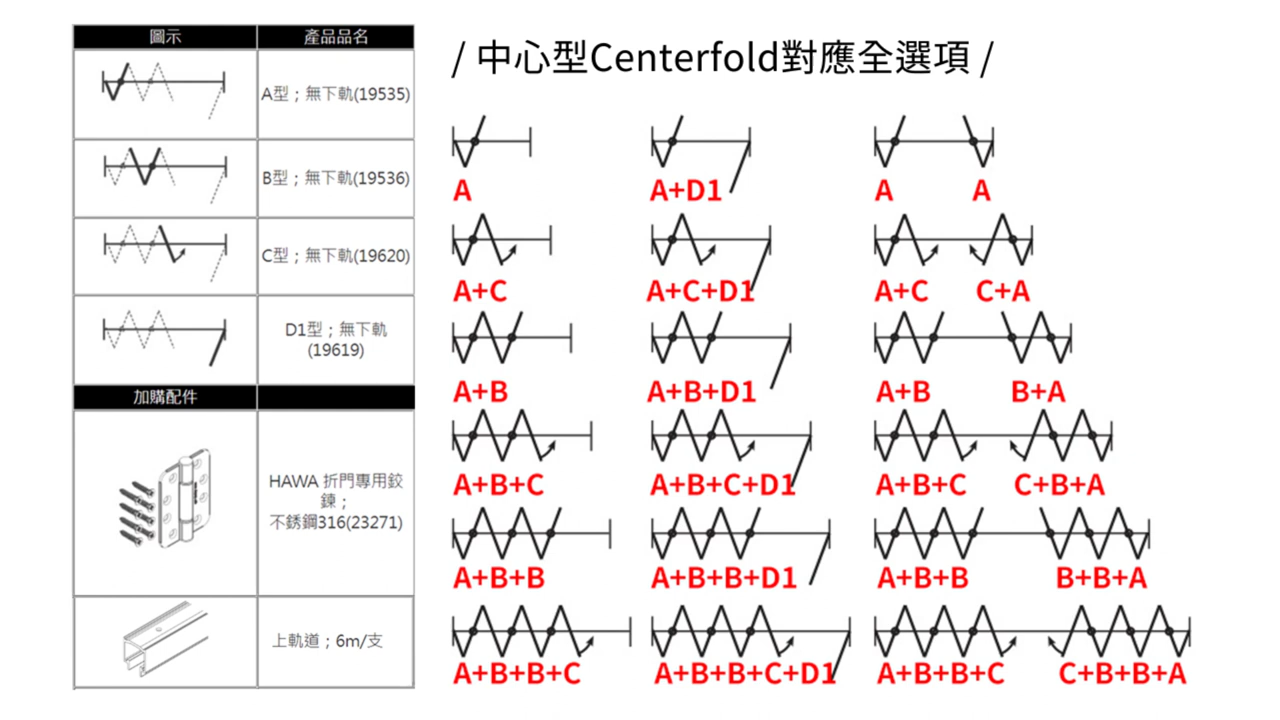 圖示 產品品名
A型；無下軌(19535)
B型；無下軌(19536)
C型；無下軌(19620)
D1型；無下軌
(19619)
加購配件
HAWA 折門專用鉸
鍊；
不銹鋼316(23271)
上軌道；6m/支
/ 中心型Centerfold對應全選項 /
A A+D1 A A
A+C A+C+D1 A+C C+A
A+B A+B+D1 A+B B+A
A+B+C A+B+C+D1 A+B+C C+B+A
A+B+B A+B+B+D1 A+B+B B+B+A
A+B+B+C A+B+B+C+D1 A+B+B+C C+B+B+A